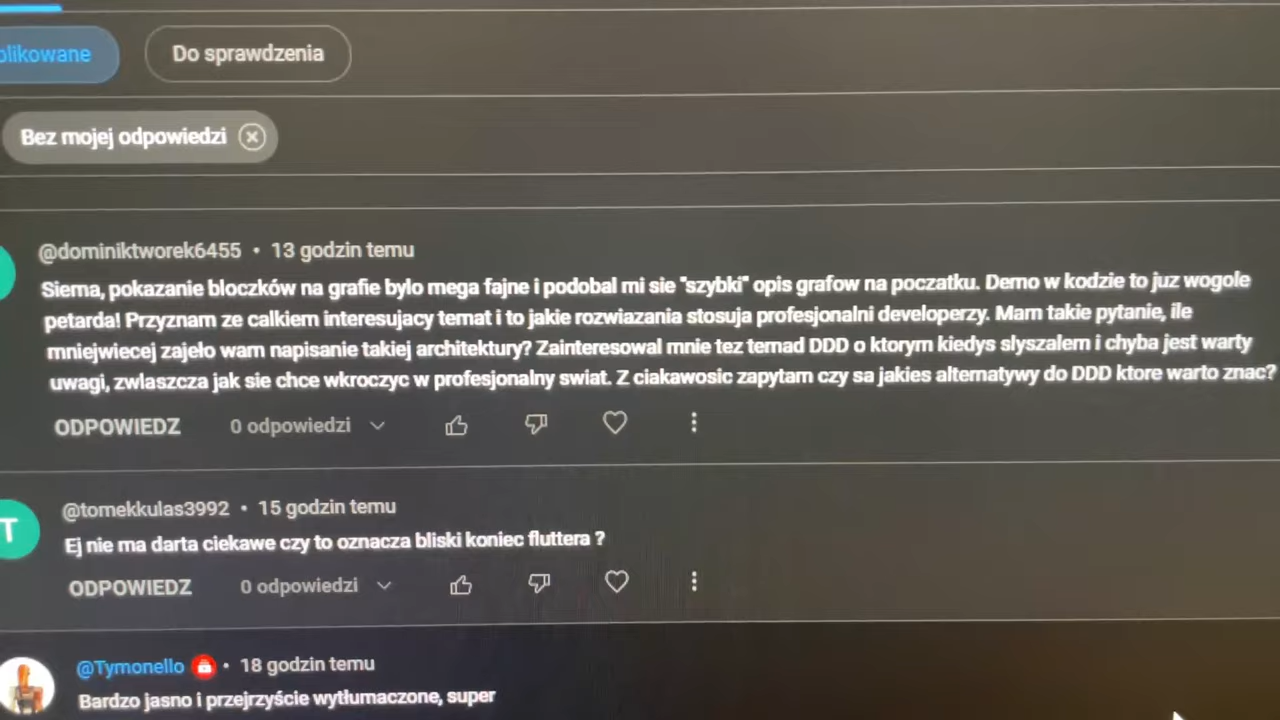 blikowane
Do sprawdzenia
Bez mojej odpowiedzi
@dominiktworek6455 • 13 godzin temu
Siema, pokazanie bloczków na grafie bylo mega fajne i podobal mi sie "szybki" opis grafow na poczatku. Demo w kodzie to juz wogole
petarda! Przyznam ze calkiem interesujacy temat i to jakie rozwiazania stosuja profesjonalni developerzy. Mam takie pytanie, ile
mniejwiecej zajeło wam napisanie takiej architektury? Zainteresowal mnie tez temad DDD o ktorym kiedys slyszalem i chyba jest warty
uwagi, zwlaszcza jak sie chce wkroczyc w profesjonalny swiat. Z ciakawosic zapytam czy sa jakies alternatywy do DDD ktore warto znac?
ODPOWIEDZ 0 odpowiedzi
@tomekkulas3992 • 15 godzin temu
T
Ej nie ma darta ciekawe czy to oznacza bliski koniec fluttera ?
ODPOWIEDZ 0 odpowiedzi
@Tymonello • 18 godzin temu
Bardzo jasno i przejrzyście wytłumaczone, super